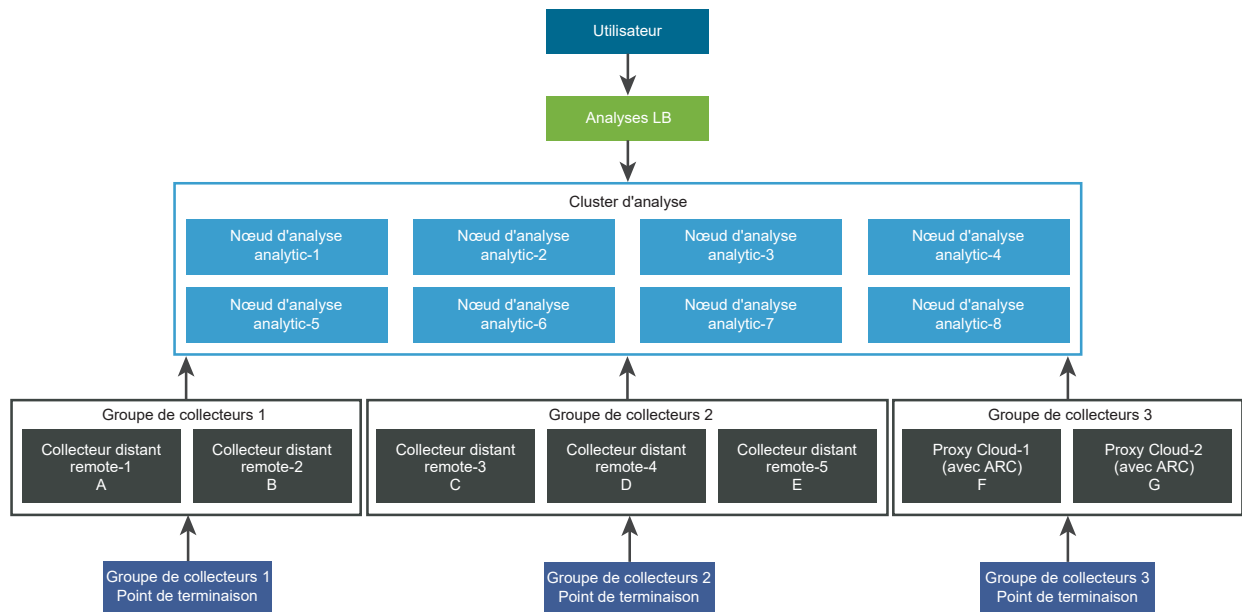 Utilisateur
Analyses LB
Cluster d'analyse
Nœud d'analyse
analytic-1
Nœud d'analyse
analytic-2
Nœud d'analyse
analytic-3
Nœud d'analyse
analytic-4
Nœud d'analyse
analytic-5
Nœud d'analyse
analytic-6
Nœud d'analyse
analytic-7
Nœud d'analyse
analytic-8
Groupe de collecteurs 1
Collecteur distant
remote-1
A
Collecteur distant
remote-2
B
Groupe de collecteurs 2
Collecteur distant
remote-3
C
Collecteur distant
remote-4
D
Collecteur distant
remote-5
E
Groupe de collecteurs 3
Proxy Cloud-1
(avec ARC)
F
Proxy Cloud-2
(avec ARC)
G
Groupe de collecteurs 1
Point de terminaison
Groupe de collecteurs 2
Point de terminaison
Groupe de collecteurs 3
Point de terminaison